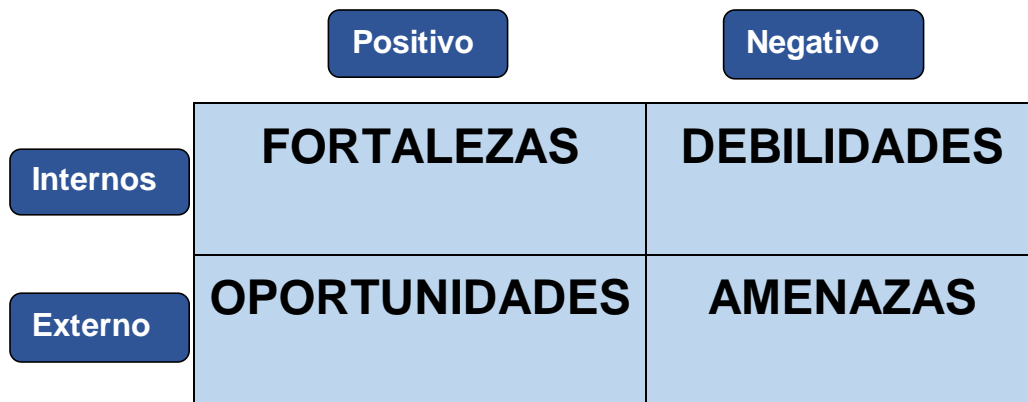 Positivo
Negativo
FORTALEZAS
DEBILIDADES
Internos
OPORTUNIDADES
AMENAZAS
Externo